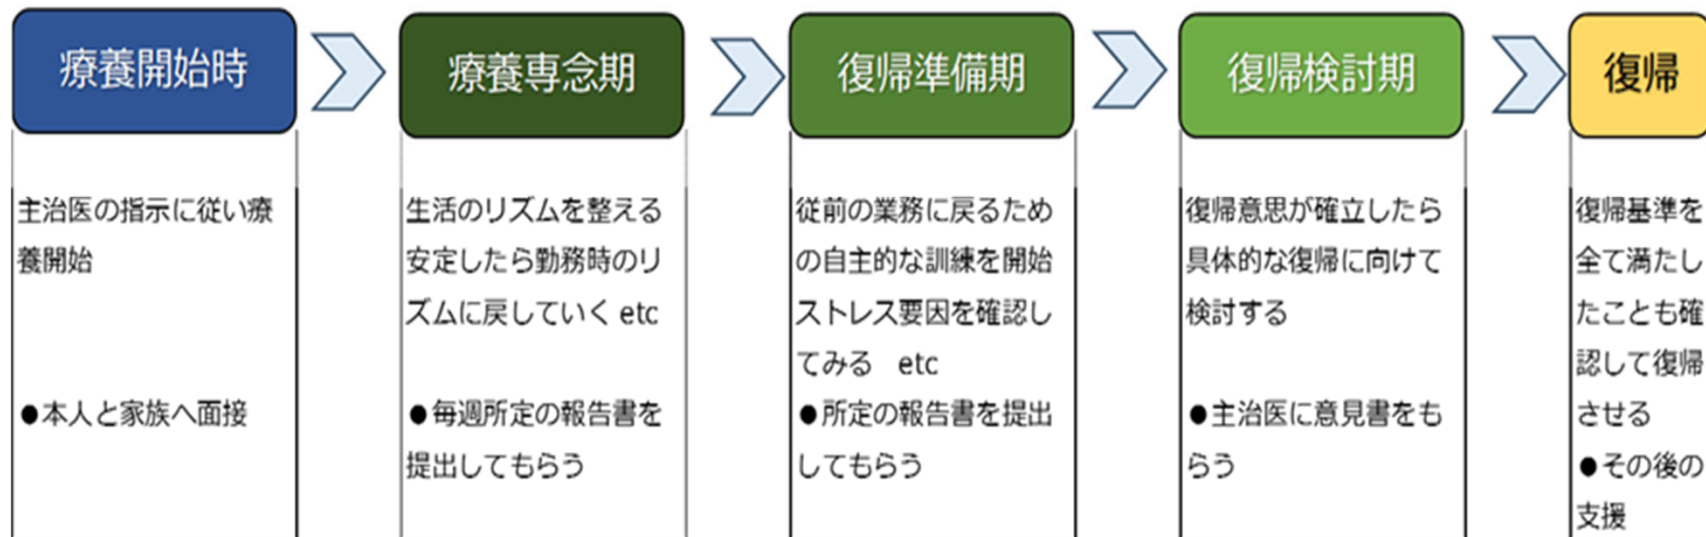 療養開始時
主治医の指示に従い療
養開始
●本人と家族へ面接
療養専念期
生活のリズムを整える
安定したら勤務時のリ
ズムに戻していく etc
●毎週所定の報告書を
提出してもらう
復帰準備期
従前の業務に戻るため
の自主的な訓練を開始
ストレス要因を確認し
てみる　etc
●所定の報告書を提出
してもらう
復帰検討期
復帰意思が確立したら
具体的な復帰に向けて
検討する
●主治医に意見書をも
らう
復帰
復帰基準を
全て満たし
たことも確
認して復帰
させる
●その後の
支援